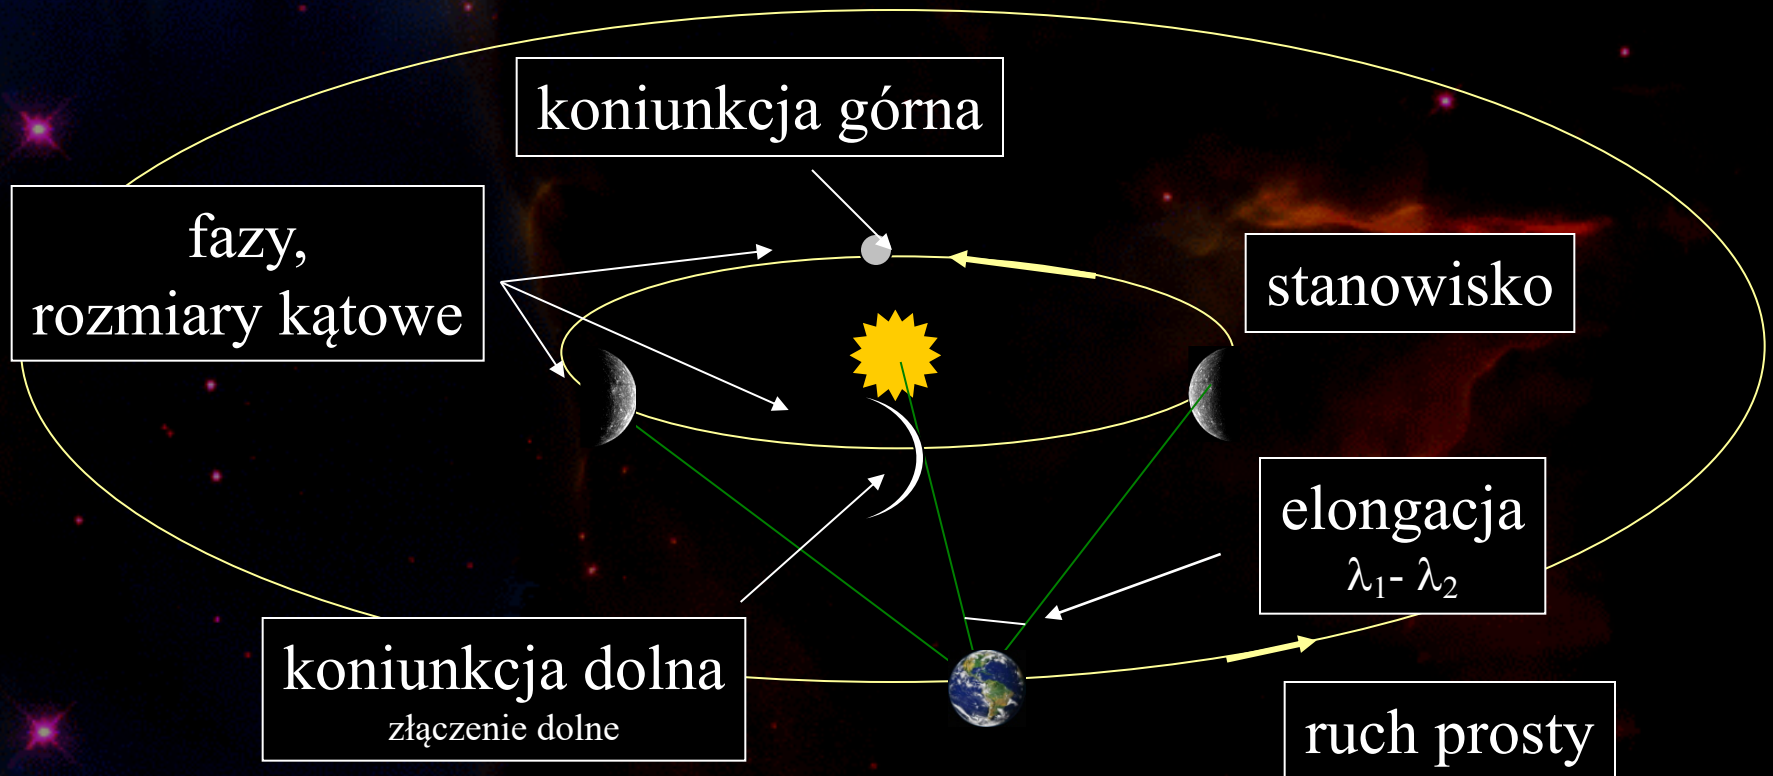 koniunkcja górna
fazy,
rozmiary kątowe
stanowisko
elongacja
λ₁- λ₂
koniunkcja dolna
złączenie dolne
ruch prosty